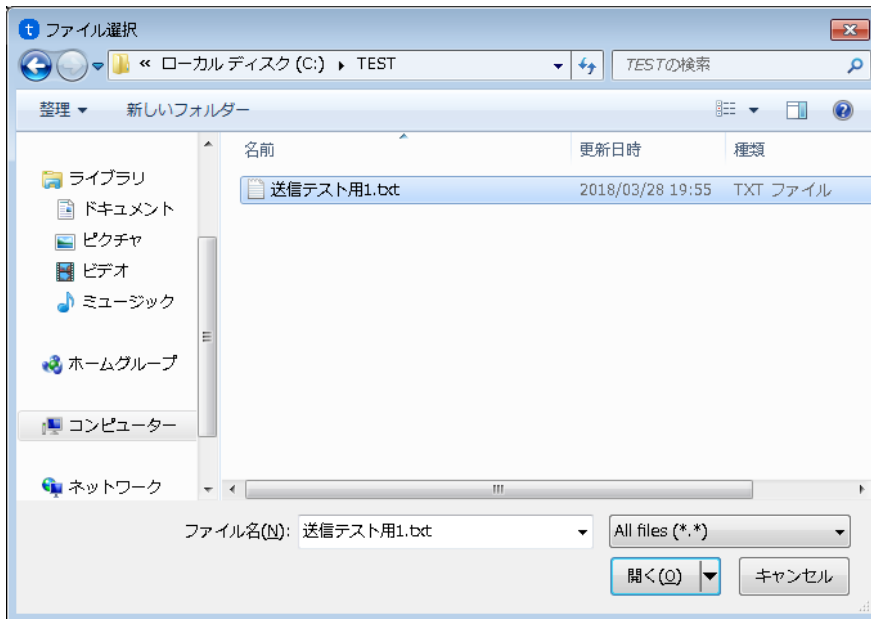 t ファイル選択
« ローカル ディスク (C:) ▸ TEST TESTの検索
整理 ▼ 新しいフォルダー
名前 更新日時 種類
送信テスト用1.txt 2018/03/28 19:55 TXT ファイル
ライブラリ
ドキュメント
ピクチャ
ビデオ
ミュージック
ホームグループ
コンピューター
ネットワーク
ファイル名(N): 送信テスト用1.txt All files (*.*)
開く(O) キャンセル